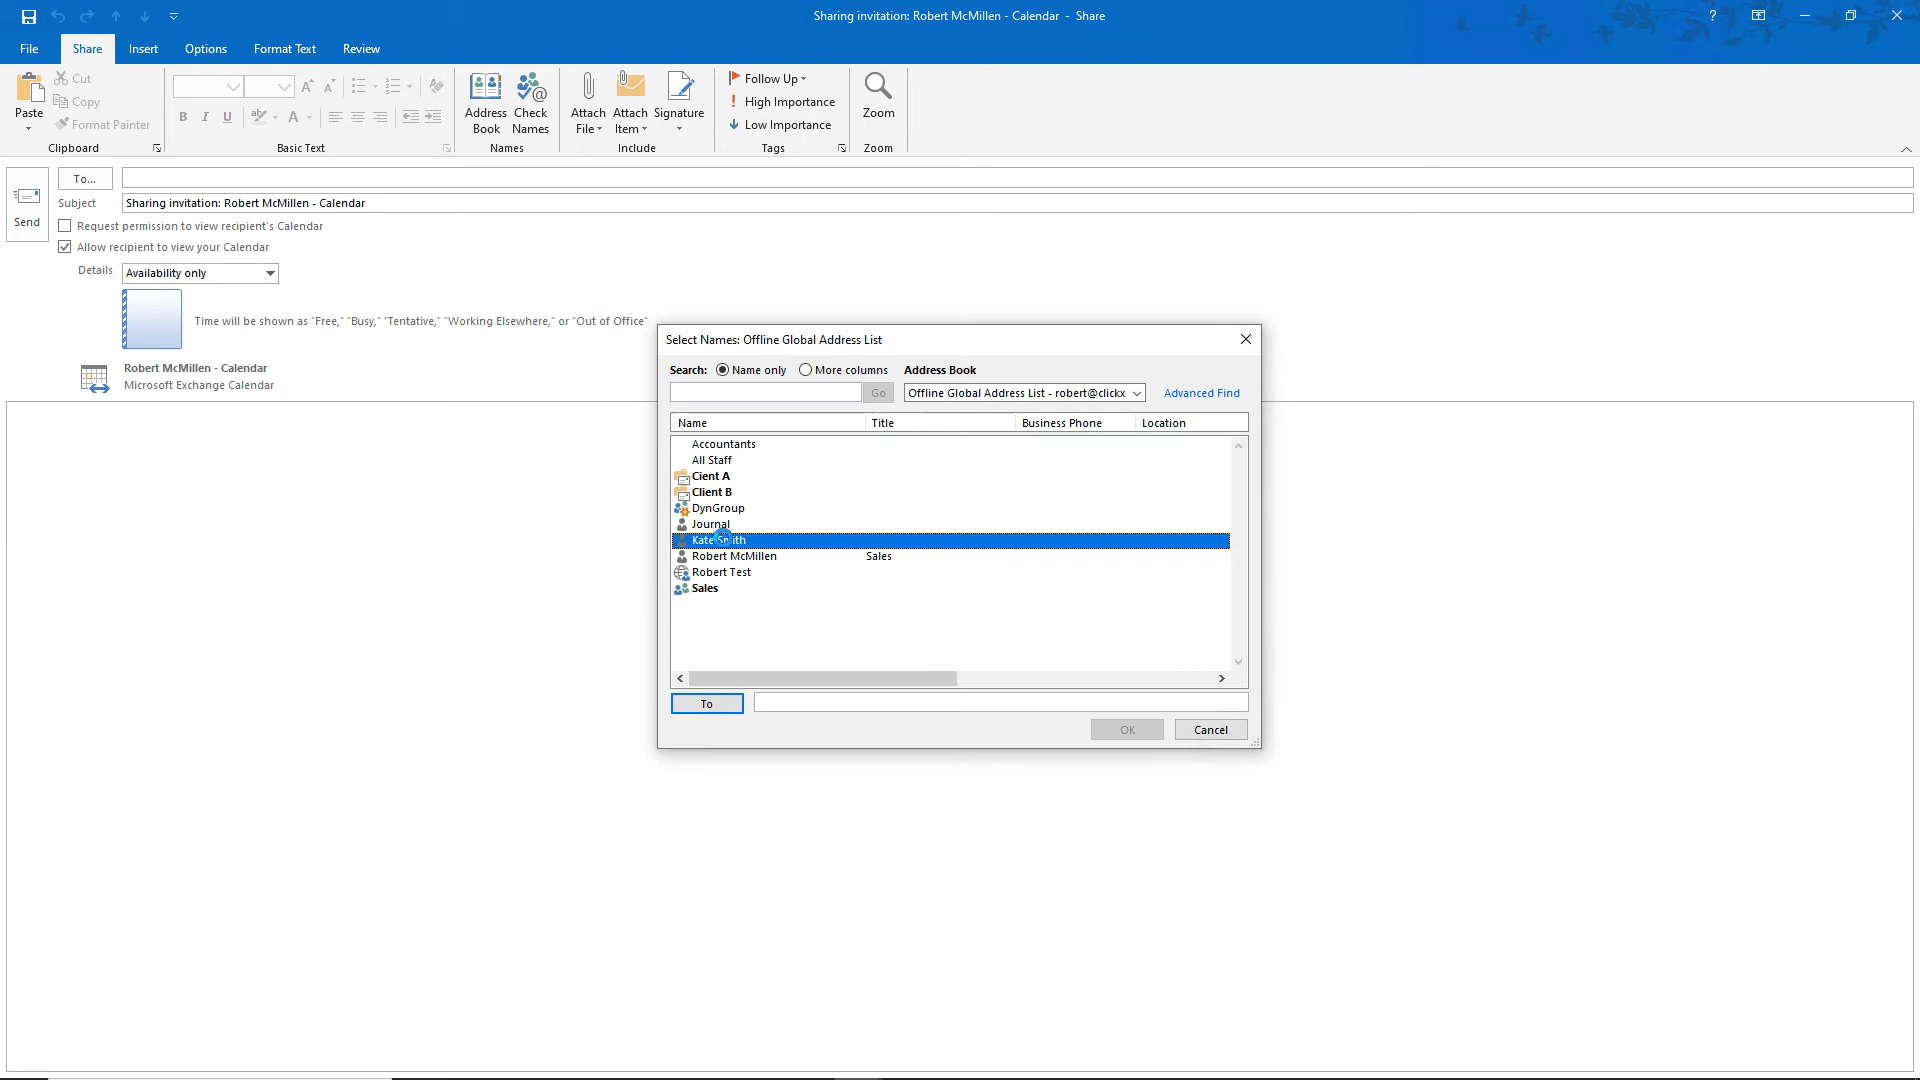 Sharing invitation: Robert McMillen - Calendar - Share
?
File Share Insert Options Format Text Review
Paste
Cut
Copy
Format Painter
Clipboard
B I U
Basic Text
Address Book
Check Names
Names
Attach File
Attach Item
Signature
Include
Follow Up
High Importance
Low Importance
Tags
Zoom
Zoom
Send
To...
Subject Sharing invitation: Robert McMillen - Calendar
Request permission to view recipient's Calendar
Allow recipient to view your Calendar
Details Availability only
Time will be shown as "Free," "Busy," "Tentative," "Working Elsewhere," or "Out of Office"
Robert McMillen - Calendar
Microsoft Exchange Calendar
Select Names: Offline Global Address List
Search: Name only More columns Address Book
Go Offline Global Address List - robert@clickx Advanced Find
Name Title Business Phone Location
Accountants
All Staff
Cient A
Client B
DynGroup
Journal
Kate Smith
Robert McMillen Sales
Robert Test
Sales
To
OK Cancel